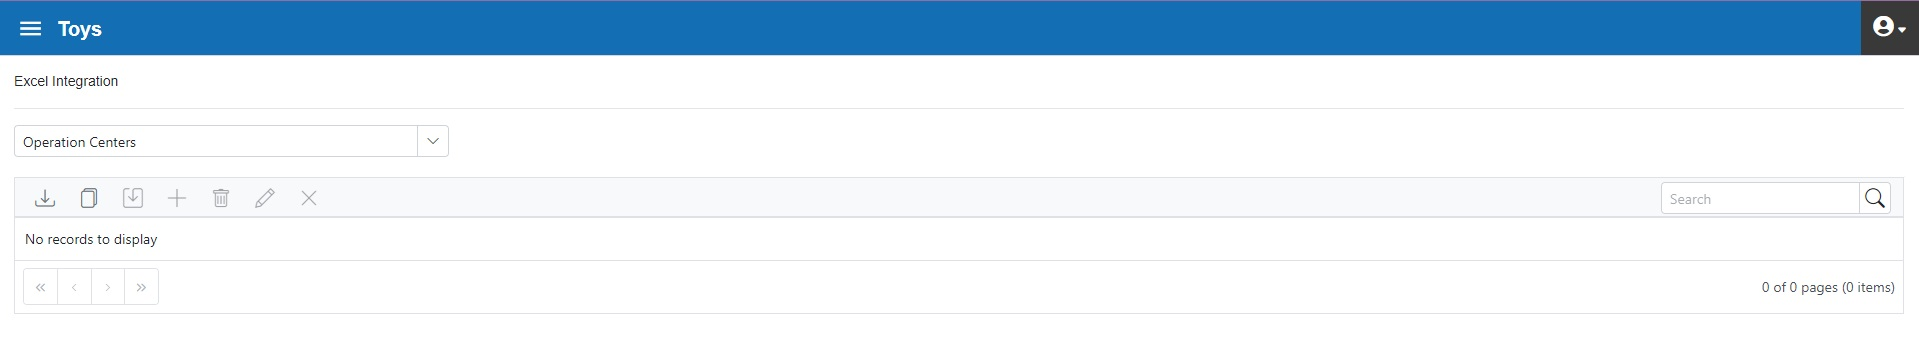 Toys
Excel Integration
Operation Centers
Search
No records to display
0 of 0 pages (0 items)